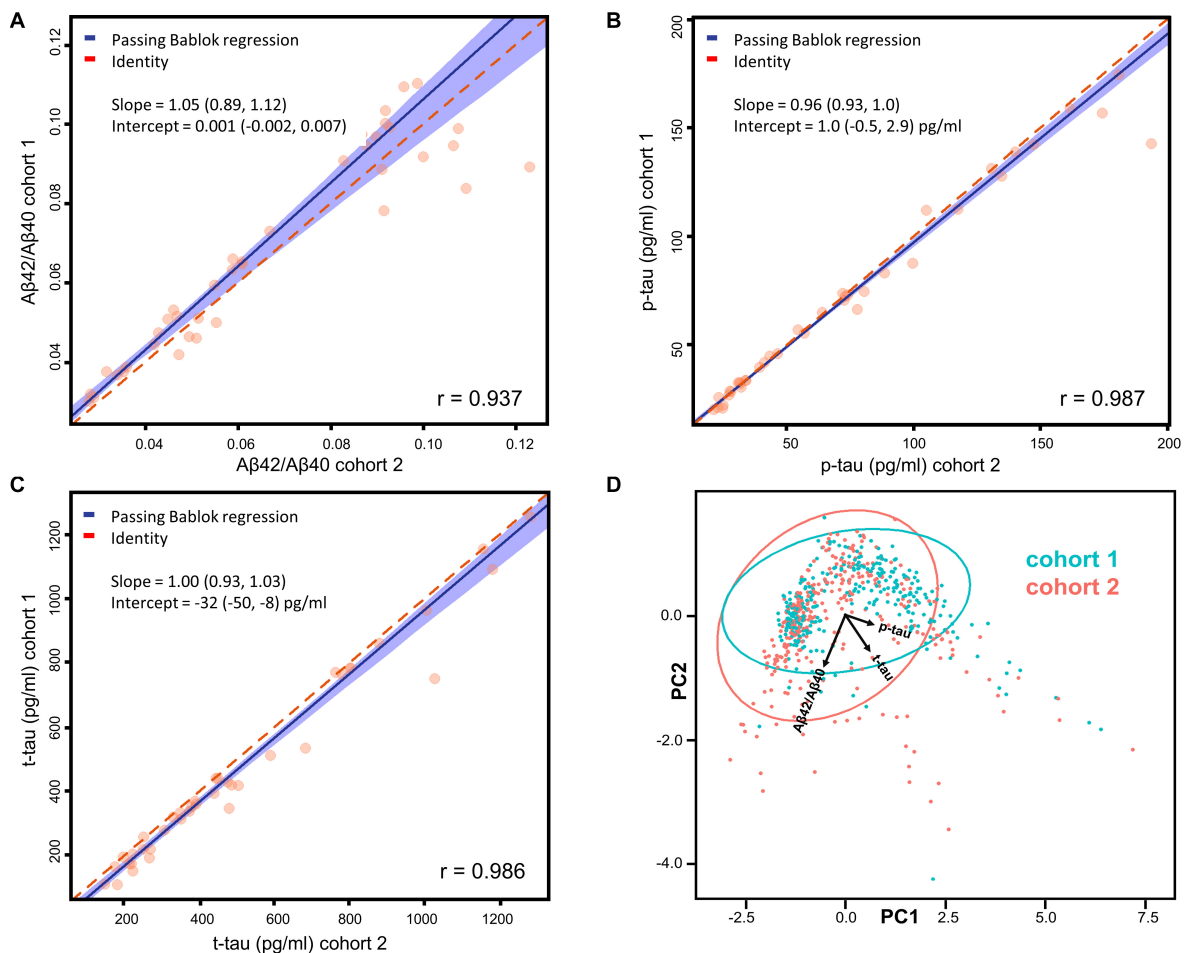 A
Passing Bablok regression
Identity
Slope = 1.05 (0.89, 1.12)
Intercept = 0.001 (-0.002, 0.007)
r = 0.937
0.12
0.10
0.08
0.06
0.04
Aβ42/Aβ40 cohort 1
0.04 0.06 0.08 0.10 0.12
Aβ42/Aβ40 cohort 2
B
Passing Bablok regression
Identity
Slope = 0.96 (0.93, 1.0)
Intercept = 1.0 (-0.5, 2.9) pg/ml
r = 0.987
200
150
100
50
p-tau (pg/ml) cohort 1
50 100 150 200
p-tau (pg/ml) cohort 2
C
Passing Bablok regression
Identity
Slope = 1.00 (0.93, 1.03)
Intercept = -32 (-50, -8) pg/ml
r = 0.986
1200
1000
800
600
400
200
t-tau (pg/ml) cohort 1
200 400 600 800 1000 1200
t-tau (pg/ml) cohort 2
D
cohort 1
cohort 2
p-tau
t-tau
Aβ42/Aβ40
0.0
-2.0
-4.0
PC2
-2.5 0.0 2.5 5.0 7.5
PC1